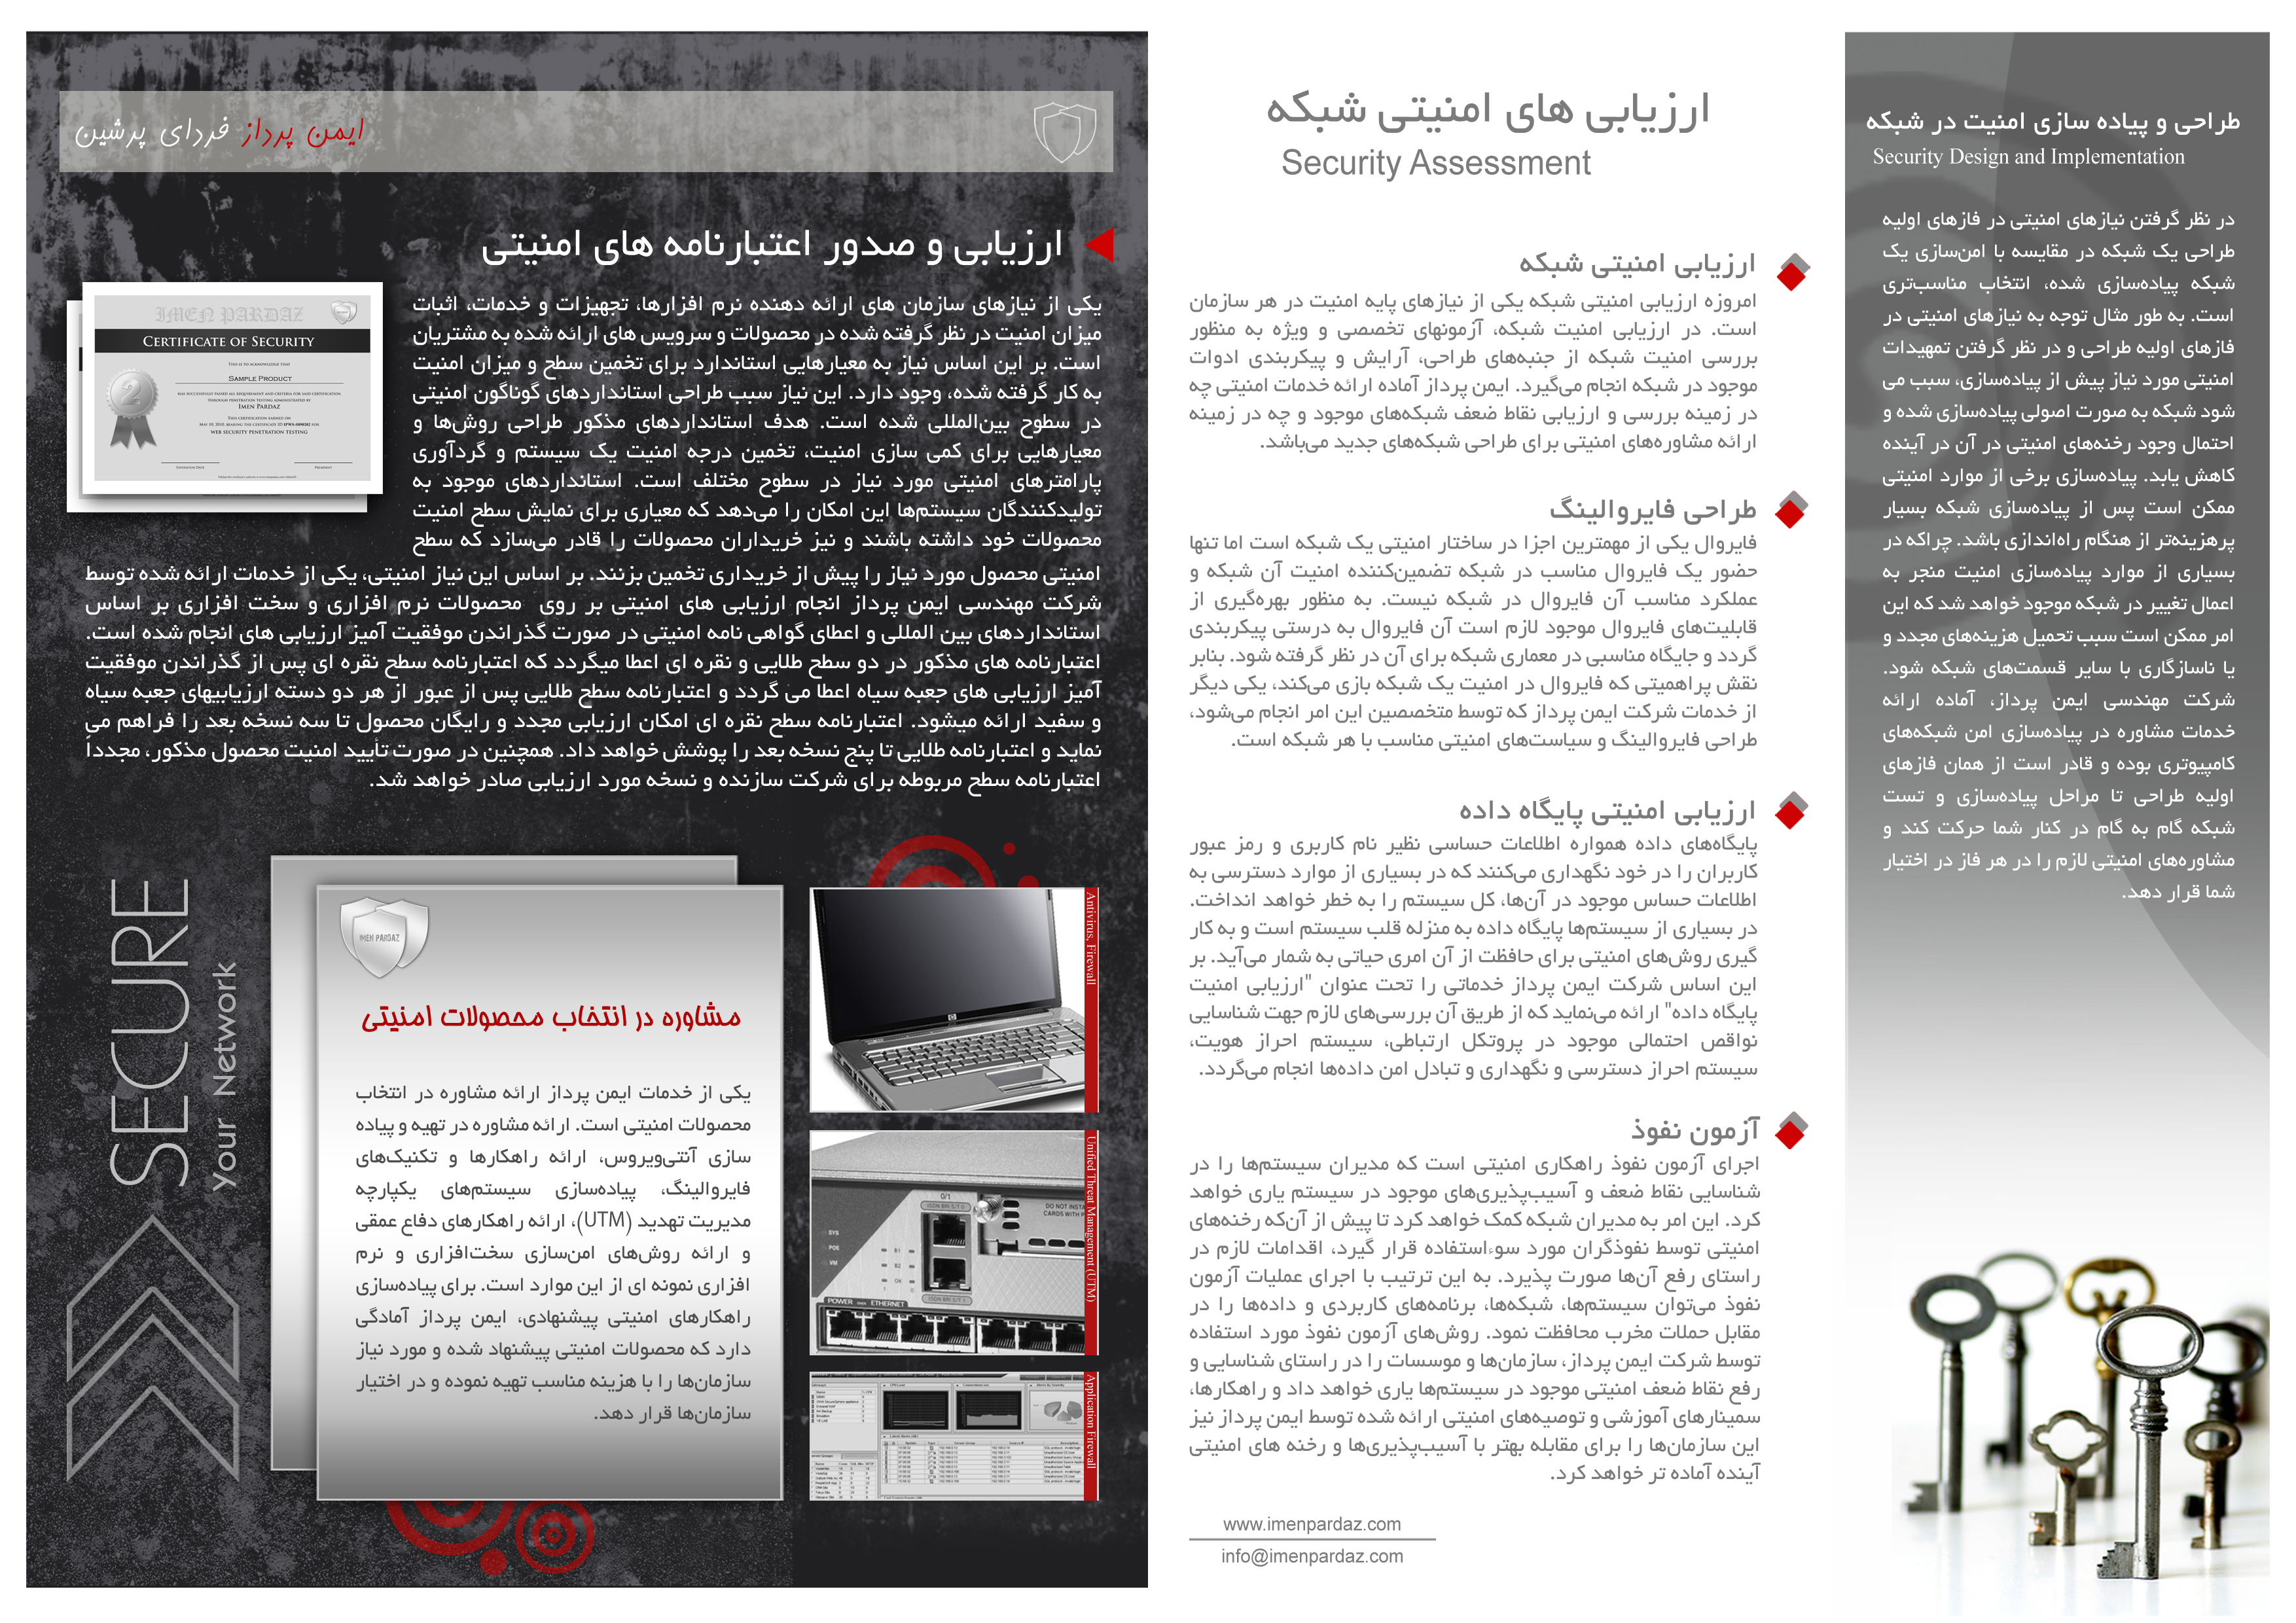 طراحی و پیاده سازی امنیت در شبکه
Security Design and Implementation
در نظر گرفتن نیازهای امنیتی در فازهای اولیه
طراحی یک شبکه در مقایسه با امن‌سازی یک
شبکه پیاده‌سازی شده، انتخاب مناسب‌تری
است. به طور مثال توجه به نیازهای امنیتی در
فازهای اولیه طراحی و در نظر گرفتن تمهیدات
امنیتی مورد نیاز پیش از پیاده‌سازی، سبب می
شود شبکه به صورت اصولی پیاده‌سازی شده و
احتمال وجود رخنه‌های امنیتی در آن در آینده
کاهش یابد. پیاده‌سازی برخی از موارد امنیتی
ممکن است پس از پیاده‌سازی شبکه بسیار
پرهزینه‌تر از هنگام راه‌اندازی باشد. چراکه در
بسیاری از موارد پیاده‌سازی امنیت منجر به
اعمال تغییر در شبکه موجود خواهد شد که این
امر ممکن است سبب تحمیل هزینه‌های مجدد و
یا ناسازگاری با سایر قسمت‌های شبکه شود.
شرکت مهندسی ایمن پرداز، آماده ارائه
خدمات مشاوره در پیاده‌سازی امن شبکه‌های
کامپیوتری بوده و قادر است از همان فازهای
اولیه طراحی تا مراحل پیاده‌سازی و تست
شبکه گام به گام در کنار شما حرکت کند و
مشاوره‌های امنیتی لازم را در هر فاز در اختیار
شما قرار دهد.
ارزیابی های امنیتی شبکه
Security Assessment
ارزیابی امنیتی شبکه
امروزه ارزیابی امنیتی شبکه یکی از نیازهای پایه امنیت در هر سازمان
است. در ارزیابی امنیت شبکه، آزمونهای تخصصی و ویژه به منظور
بررسی امنیت شبکه از جنبه‌های طراحی، آرایش و پیکربندی ادوات
موجود در شبکه انجام می‌گیرد. ایمن پرداز آماده ارائه خدمات امنیتی چه
در زمینه بررسی و ارزیابی نقاط ضعف شبکه‌های موجود و چه در زمینه
ارائه مشاوره‌های امنیتی برای طراحی شبکه‌های جدید می‌باشد.
طراحی فایروالینگ
فایروال یکی از مهمترین اجزا در ساختار امنیتی یک شبکه است اما تنها
حضور یک فایروال مناسب در شبکه تضمین‌کننده امنیت آن شبکه و
عملکرد مناسب آن فایروال در شبکه نیست. به منظور بهره‌گیری از
قابلیت‌های فایروال موجود لازم است آن فایروال به درستی پیکربندی
گردد و جایگاه مناسبی در معماری شبکه برای آن در نظر گرفته شود. بنابر
نقش پراهمیتی که فایروال در امنیت یک شبکه بازی می‌کند، یکی دیگر
از خدمات شرکت ایمن پرداز که توسط متخصصین این امر انجام می‌شود،
طراحی فایروالینگ و سیاست‌های امنیتی مناسب با هر شبکه است.
ارزیابی امنیتی پایگاه داده
پایگاه‌های داده همواره اطلاعات حساسی نظیر نام کاربری و رمز عبور
کاربران را در خود نگهداری می‌کنند که در بسیاری از موارد دسترسی به
اطلاعات حساس موجود در آن‌ها، کل سیستم را به خطر خواهد انداخت.
در بسیاری از سیستم‌ها پایگاه داده به منزله قلب سیستم است و به کار
گیری روش‌های امنیتی برای حافظت از آن امری حیاتی به شمار می‌آید. بر
این اساس شرکت ایمن پرداز خدماتی را تحت عنوان "ارزیابی امنیت
پایگاه داده" ارائه می‌نماید که از طریق آن بررسی‌های لازم جهت شناسایی
نواقص احتمالی موجود در پروتکل ارتباطی، سیستم احراز هویت،
سیستم احراز دسترسی و نگهداری و تبادل امن داده‌ها انجام می‌گردد.
آزمون نفوذ
اجرای آزمون نفوذ راهکاری امنیتی است که مدیران سیستم‌ها را در
شناسایی نقاط ضعف و آسیب‌پذیری‌های موجود در سیستم یاری خواهد
کرد. این امر به مدیران شبکه کمک خواهد کرد تا پیش از آن‌که رخنه‌های
امنیتی توسط نفوذگران مورد سوءاستفاده قرار گیرد، اقدامات لازم در
راستای رفع آن‌ها صورت پذیرد. به این ترتیب با اجرای عملیات آزمون
نفوذ می‌توان سیستم‌ها، شبکه‌ها، برنامه‌های کاربردی و داده‌ها را در
مقابل حملات مخرب محافظت نمود. روش‌های آزمون نفوذ مورد استفاده
توسط شرکت ایمن پرداز، سازمان‌ها و موسسات را در راستای شناسایی و
رفع نقاط ضعف امنیتی موجود در سیستم‌ها یاری خواهد داد و راهکارها،
سمینارهای آموزشی و توصیه‌های امنیتی ارائه شده توسط ایمن پرداز نیز
این سازمان‌ها را برای مقابله بهتر با آسیب‌پذیری‌ها و رخنه های امنیتی
آینده آماده تر خواهد کرد.
www.imenpardaz.com
info@imenpardaz.com
ایمن پرداز فردای پرشین
ارزیابی و صدور اعتبارنامه های امنیتی
یکی از نیازهای سازمان های ارائه دهنده نرم افزارها، تجهیزات و خدمات، اثبات
میزان امنیت در نظر گرفته شده در محصولات و سرویس های ارائه شده به مشتریان
است. بر این اساس نیاز به معیارهایی استاندارد برای تخمین سطح و میزان امنیت
به کار گرفته شده، وجود دارد. این نیاز سبب طراحی استانداردهای گوناگون امنیتی
در سطوح بین‌المللی شده است. هدف استانداردهای مذکور طراحی روش‌ها و
معیارهایی برای کمی سازی امنیت، تخمین درجه امنیت یک سیستم و گردآوری
پارامترهای امنیتی مورد نیاز در سطوح مختلف است. استانداردهای موجود به
تولیدکنندگان سیستم‌ها این امکان را می‌دهد که معیاری برای نمایش سطح امنیت
محصولات خود داشته باشند و نیز خریداران محصولات را قادر می‌سازد که سطح
امنیتی محصول مورد نیاز را پیش از خریداری تخمین بزنند. بر اساس این نیاز امنیتی، یکی از خدمات ارائه شده توسط
شرکت مهندسی ایمن پرداز انجام ارزیابی های امنیتی بر روی محصولات نرم افزاری و سخت افزاری بر اساس
استانداردهای بین المللی و اعطای گواهی نامه امنیتی در صورت گذراندن موفقیت آمیز ارزیابی های انجام شده است.
اعتبارنامه های مذکور در دو سطح طلایی و نقره ای اعطا میگردد که اعتبارنامه سطح نقره ای پس از گذراندن موفقیت
آمیز ارزیابی های جعبه سیاه اعطا می گردد و اعتبارنامه سطح طلایی پس از عبور از هر دو دسته ارزیابیهای جعبه سیاه
و سفید ارائه میشود. اعتبارنامه سطح نقره ای امکان ارزیابی مجدد و رایگان محصول تا سه نسخه بعد را فراهم می
نماید و اعتبارنامه طلایی تا پنج نسخه بعد را پوشش خواهد داد. همچنین در صورت تأیید امنیت محصول مذکور، مجدداً
اعتبارنامه سطح مربوطه برای شرکت سازنده و نسخه مورد ارزیابی صادر خواهد شد.
IMEN PARDAZ
CERTIFICATE OF SECURITY
THIS IS TO ACKNOWLEDGE THAT
SAMPLE PRODUCT
HAS SUCCESSFULLY PASSED ALL REQUIREMENT AND CRITERIA FOR SAID CERTIFICATION
THROUGH PENETRATION TESTING ADMINISTRATED BY
IMEN PARDAZ
THIS CERTIFICATION EARNED ON
WEB SECURITY PENETRATION TESTING
2
EXPIRATION DATE
PRESIDENT
SECURE
Your Network
IMEN PARDAZ
مشاوره در انتخاب محصولات امنیتی
یکی از خدمات ایمن پرداز ارائه مشاوره در انتخاب
محصولات امنیتی است. ارائه مشاوره در تهیه و پیاده
سازی آنتی‌ویروس، ارائه راهکارها و تکنیک‌های
فایروالینگ، پیاده‌سازی سیستم‌های یکپارچه
مدیریت تهدید (UTM)، ارائه راهکارهای دفاع عمقی
و ارائه روش‌های امن‌سازی سخت‌افزاری و نرم
افزاری نمونه ای از این موارد است. برای پیاده‌سازی
راهکارهای امنیتی پیشنهادی، ایمن پرداز آمادگی
دارد که محصولات امنیتی پیشنهاد شده و مورد نیاز
سازمان‌ها را با هزینه مناسب تهیه نموده و در اختیار
سازمان‌ها قرار دهد.
Antivirus, Firewall
hp
Unified Threat Management (UTM)
0/1
ISDN BRI S/T 0
DO NOT INSTA
CARDS WITH P
SYS
POE
VM
B1
B2
OK
ISDN BRI S/T 1
POWER OVER ETHERNET
Application Firewall